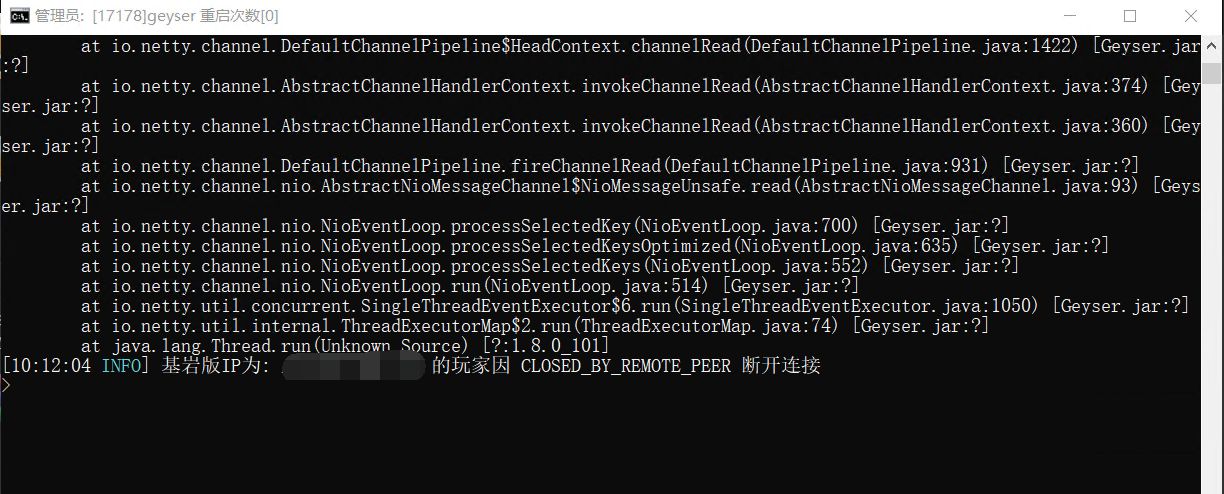 管理员: [17178]geyser 重启次数[0]
at io.netty.channel.DefaultChannelPipeline$HeadContext.channelRead(DefaultChannelPipeline.java:1422) [Geyser.jar
:?]
at io.netty.channel.AbstractChannelHandlerContext.invokeChannelRead(AbstractChannelHandlerContext.java:374) [Gey
ser.jar:?]
at io.netty.channel.AbstractChannelHandlerContext.invokeChannelRead(AbstractChannelHandlerContext.java:360) [Gey
ser.jar:?]
at io.netty.channel.DefaultChannelPipeline.fireChannelRead(DefaultChannelPipeline.java:931) [Geyser.jar:?]
at io.netty.channel.nio.AbstractNioMessageChannel$NioMessageUnsafe.read(AbstractNioMessageChannel.java:93) [Geys
er.jar:?]
at io.netty.channel.nio.NioEventLoop.processSelectedKey(NioEventLoop.java:700) [Geyser.jar:?]
at io.netty.channel.nio.NioEventLoop.processSelectedKeysOptimized(NioEventLoop.java:635) [Geyser.jar:?]
at io.netty.channel.nio.NioEventLoop.processSelectedKeys(NioEventLoop.java:552) [Geyser.jar:?]
at io.netty.channel.nio.NioEventLoop.run(NioEventLoop.java:514) [Geyser.jar:?]
at io.netty.util.concurrent.SingleThreadEventExecutor$6.run(SingleThreadEventExecutor.java:1050) [Geyser.jar:?]
at io.netty.util.internal.ThreadExecutorMap$2.run(ThreadExecutorMap.java:74) [Geyser.jar:?]
at java.lang.Thread.run(Unknown Source) [?:1.8.0_101]
[10:12:04 INFO] 基岩版IP为: 的玩家因 CLOSED_BY_REMOTE_PEER 断开连接
>